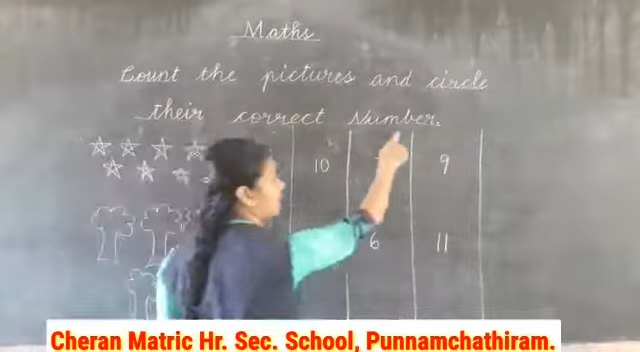 Maths
Count the pictures and circle
their correct Number.
10 9
6 11
Cheran Matric Hr. Sec. School, Punnamchathiram.